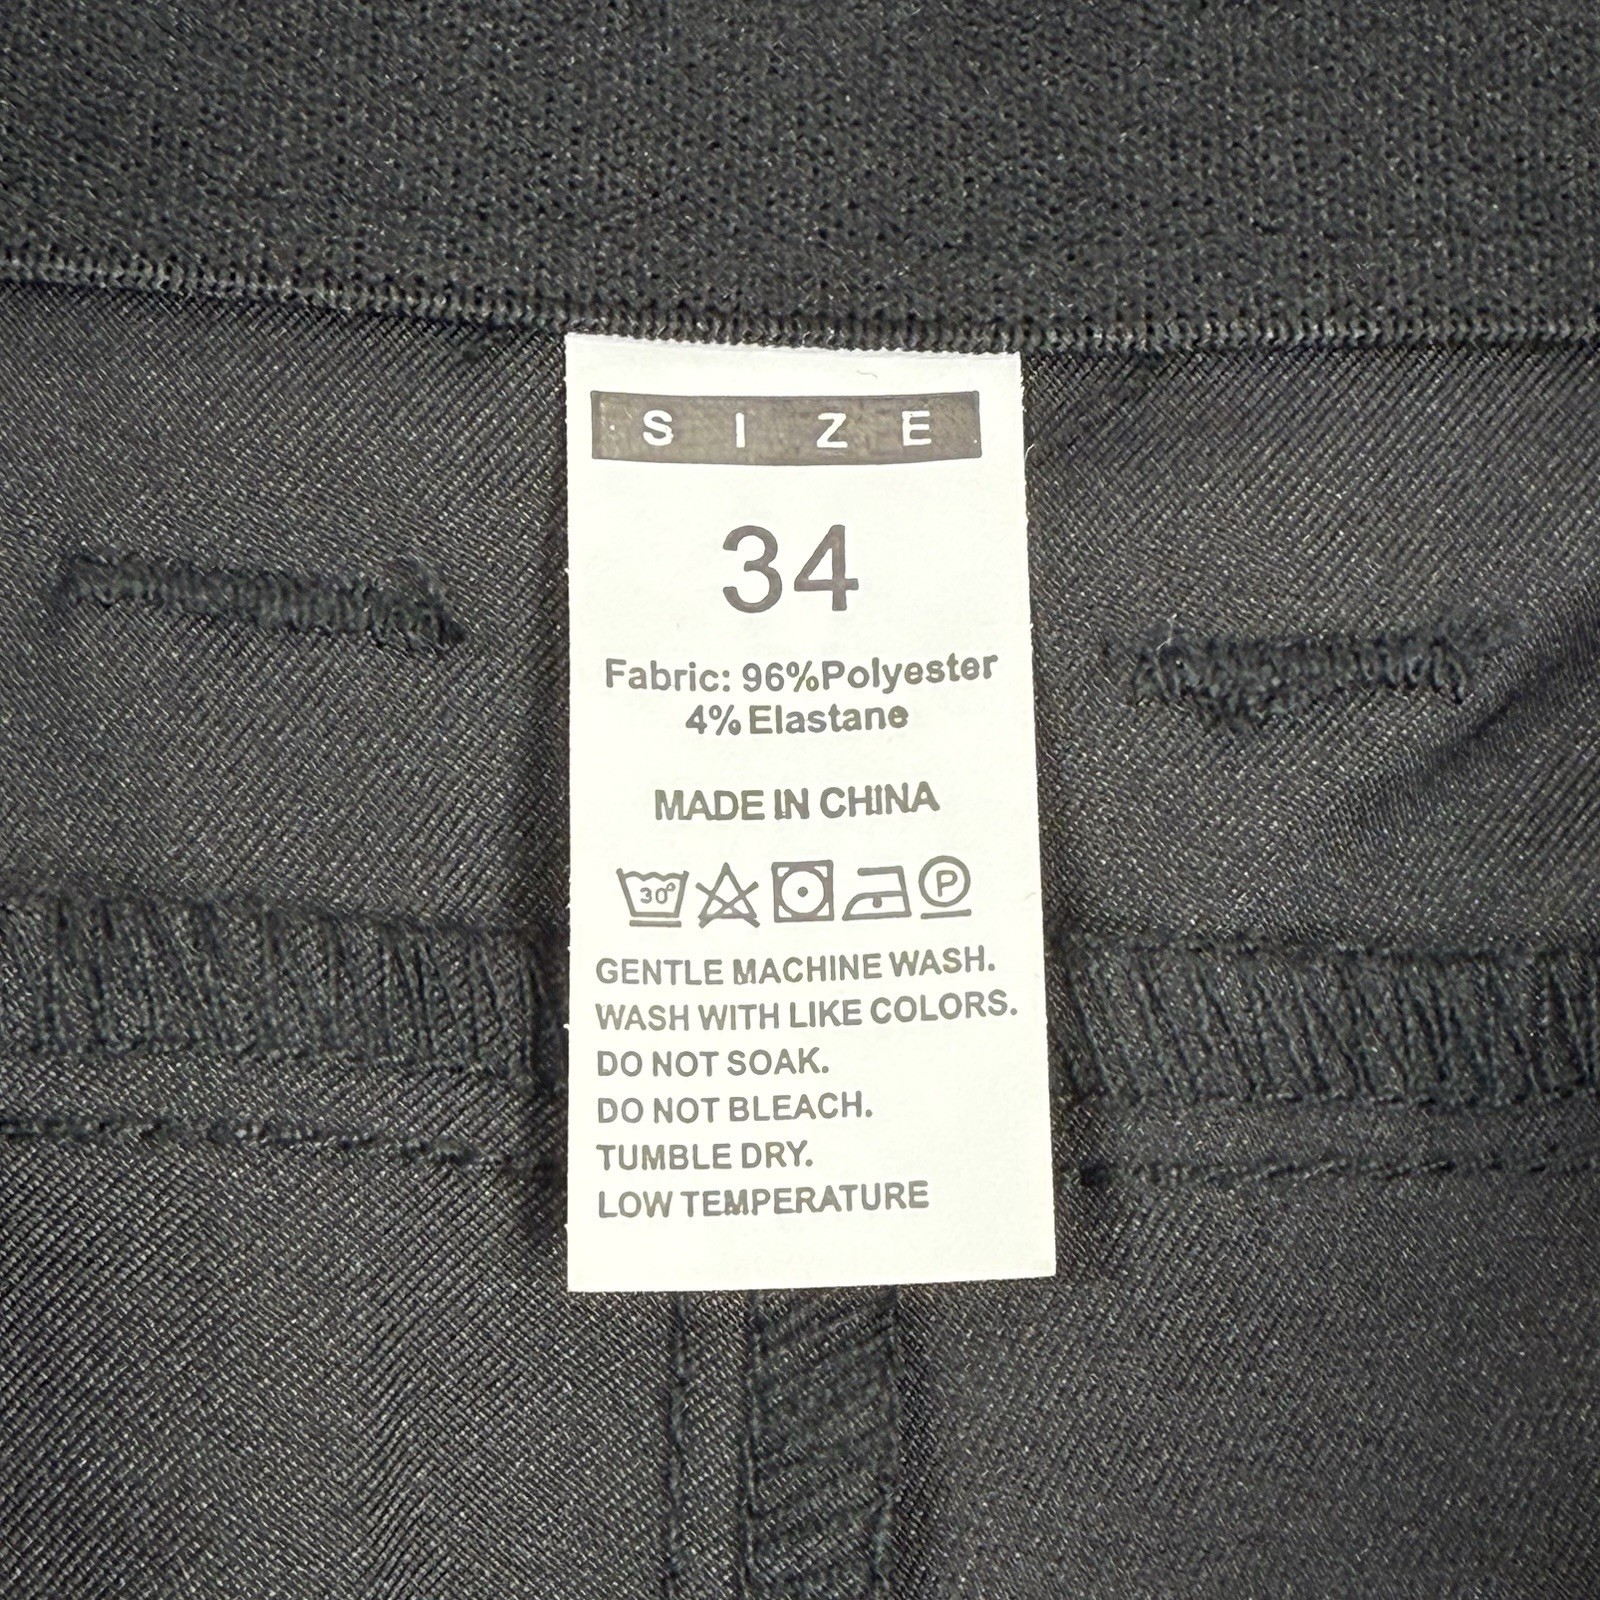 SIZE
34
Fabric: 96%Polyester
4% Elastane
MADE IN CHINA
30° P
GENTLE MACHINE WASH.
WASH WITH LIKE COLORS.
DO NOT SOAK.
DO NOT BLEACH.
TUMBLE DRY.
LOW TEMPERATURE